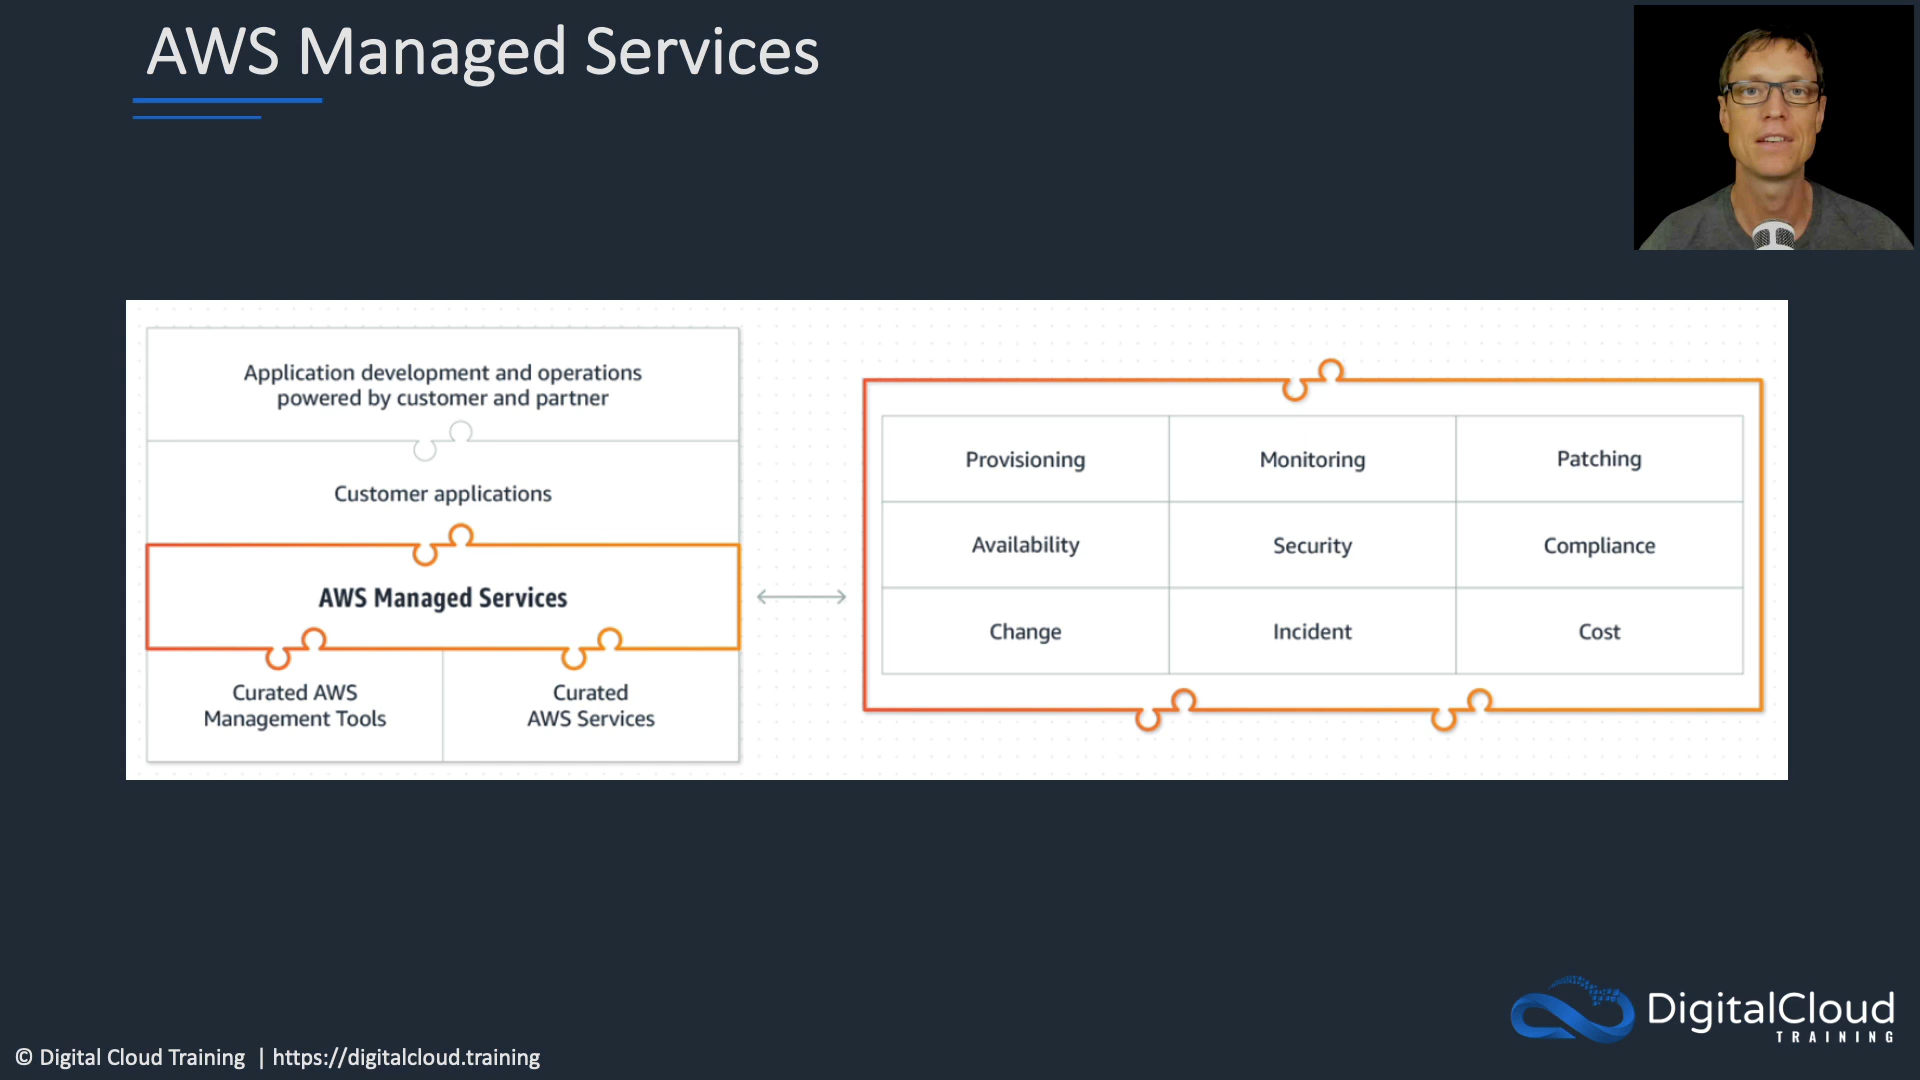 AWS Managed Services
Application development and operations
powered by customer and partner
Customer applications
AWS Managed Services
Curated AWS
Management Tools
Curated
AWS Services
Provisioning
Monitoring
Patching
Availability
Security
Compliance
Change
Incident
Cost
DigitalCloud
TRAINING
© Digital Cloud Training | https://digitalcloud.training